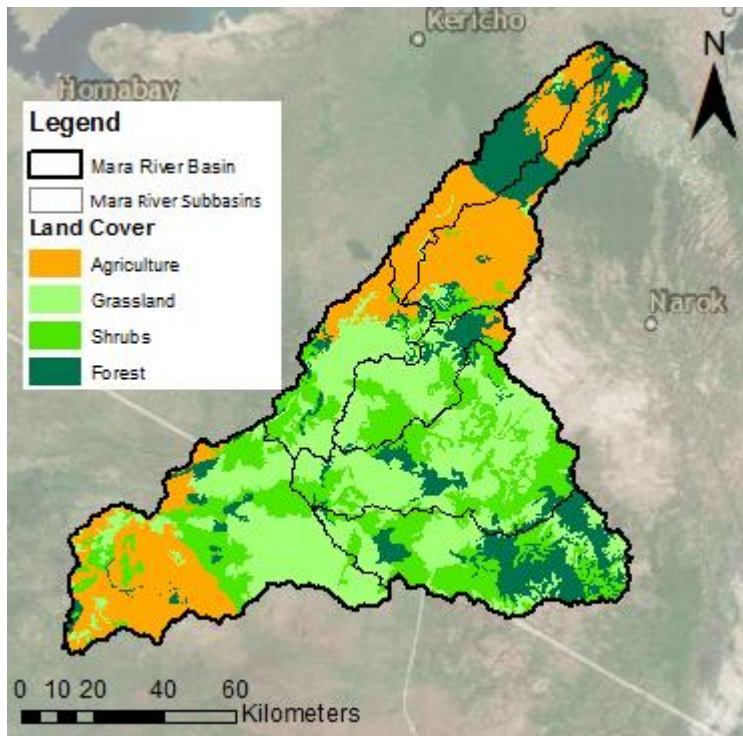 Kericho
N
Homabay
Legend
Mara River Basin
Mara River Subbasins
Land Cover
Agriculture
Grassland
Shrubs
Forest
Narok
0 10 20 40 60
Kilometers